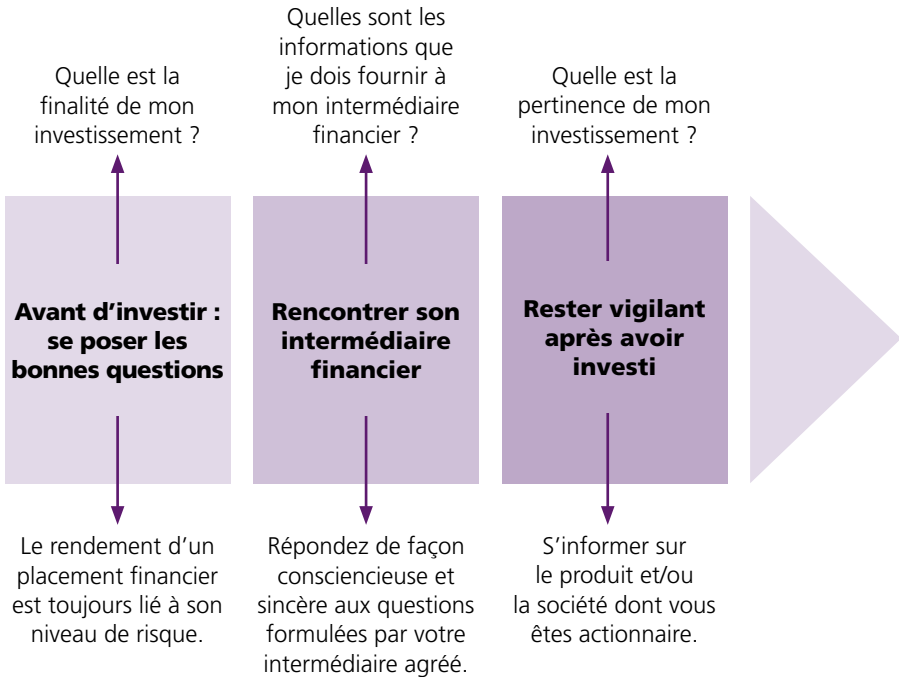 Quelle est la
finalité de mon
investissement ?
Quelles sont les
informations que
je dois fournir à
mon intermédiaire
financier ?
Quelle est la
pertinence de mon
investissement ?
Avant d’investir :
se poser les
bonnes questions
Rencontrer son
intermédiaire
financier
Rester vigilant
après avoir
investi
Le rendement d’un
placement financier
est toujours lié à son
niveau de risque.
Répondez de façon
consciencieuse et
sincère aux questions
formulées par votre
intermédiaire agréé.
S’informer sur
le produit et/ou
la société dont vous
êtes actionnaire.